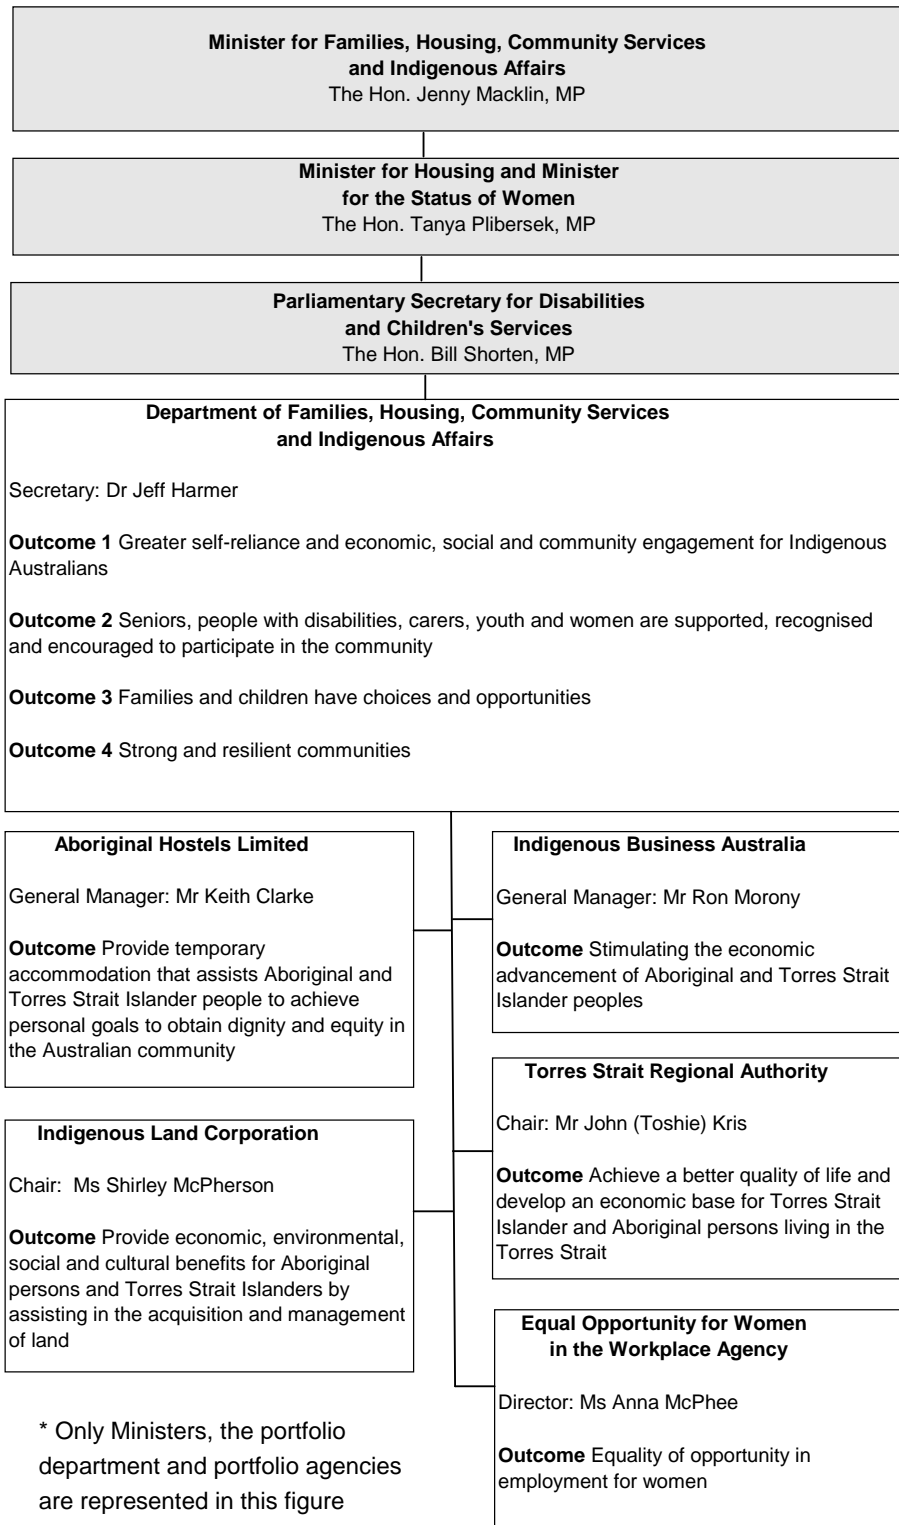 Minister for Families, Housing, Community Services
and Indigenous Affairs
The Hon. Jenny Macklin, MP
Minister for Housing and Minister
for the Status of Women
The Hon. Tanya Plibersek, MP
Parliamentary Secretary for Disabilities
and Children's Services
The Hon. Bill Shorten, MP
Department of Families, Housing, Community Services
and Indigenous Affairs
Secretary: Dr Jeff Harmer
Outcome 1 Greater self-reliance and economic, social and community engagement for Indigenous
Australians
Outcome 2 Seniors, people with disabilities, carers, youth and women are supported, recognised
and encouraged to participate in the community
Outcome 3 Families and children have choices and opportunities
Outcome 4 Strong and resilient communities
Aboriginal Hostels Limited
General Manager: Mr Keith Clarke
Outcome Provide temporary
accommodation that assists Aboriginal and
Torres Strait Islander people to achieve
personal goals to obtain dignity and equity in
the Australian community
Indigenous Business Australia
General Manager: Mr Ron Morony
Outcome Stimulating the economic
advancement of Aboriginal and Torres Strait
Islander peoples
Indigenous Land Corporation
Chair:  Ms Shirley McPherson
Outcome Provide economic, environmental,
social and cultural benefits for Aboriginal
persons and Torres Strait Islanders by
assisting in the acquisition and management
of land
Torres Strait Regional Authority
Chair: Mr John (Toshie) Kris
Outcome Achieve a better quality of life and
develop an economic base for Torres Strait
Islander and Aboriginal persons living in the
Torres Strait
Equal Opportunity for Women
in the Workplace Agency
Director: Ms Anna McPhee
Outcome Equality of opportunity in
employment for women
* Only Ministers, the portfolio
department and portfolio agencies
are represented in this figure